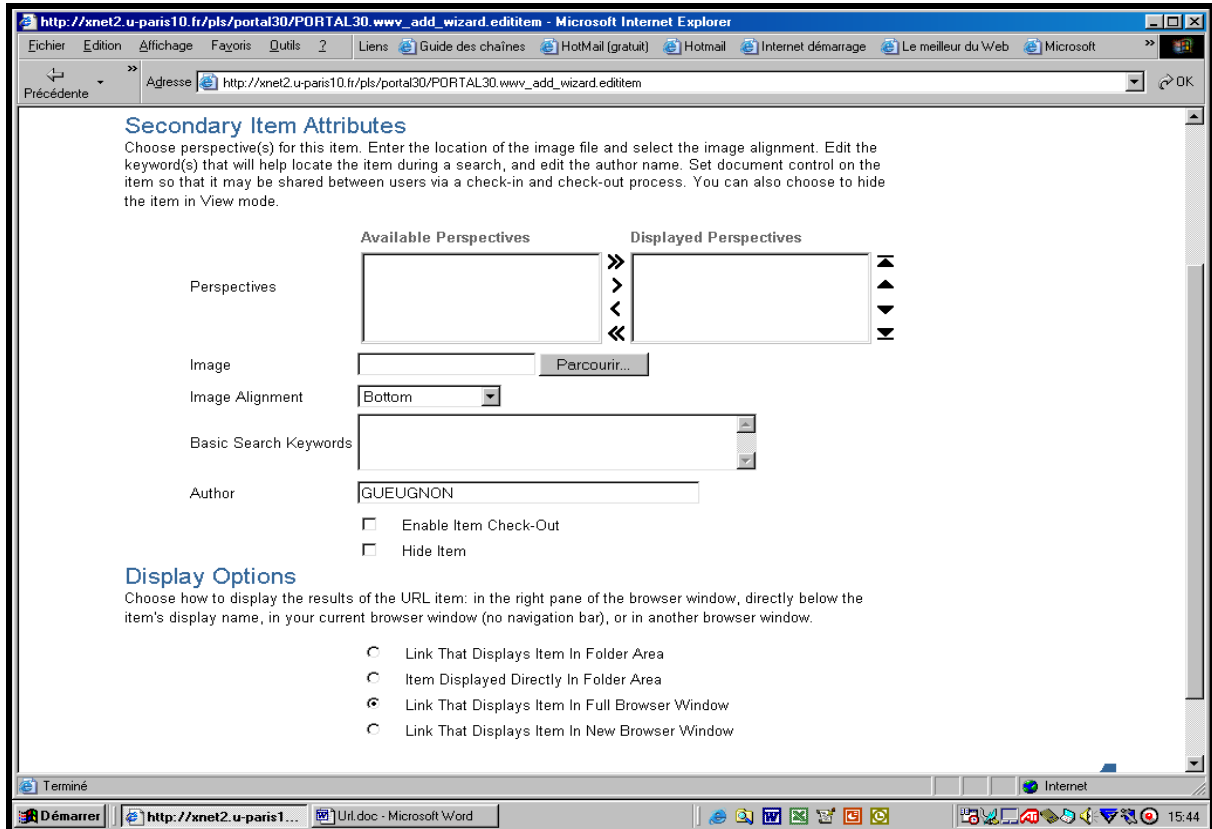 http://xnet2.u-paris10.fr/pls/portal30/PORTAL30.wwv_add_wizard.edititem - Microsoft Internet Explorer
Fichier Edition Affichage Favoris Outils ? Liens Guide des chaînes HotMail (gratuit) Hotmail Internet démarrage Le meilleur du Web Microsoft »
Précédente » Adresse http://xnet2.u-paris10.fr/pls/portal30/PORTAL30.wwv_add_wizard.edititem OK
Secondary Item Attributes
Choose perspective(s) for this item. Enter the location of the image file and select the image alignment. Edit the
keyword(s) that will help locate the item during a search, and edit the author name. Set document control on the
item so that it may be shared between users via a check-in and check-out process. You can also choose to hide
the item in View mode.
Available Perspectives Displayed Perspectives
Perspectives
Image Parcourir...
Image Alignment Bottom
Basic Search Keywords
Author GUEUGNON
Enable Item Check-Out
Hide Item
Display Options
Choose how to display the results of the URL item: in the right pane of the browser window, directly below the
item's display name, in your current browser window (no navigation bar), or in another browser window.
Link That Displays Item In Folder Area
Item Displayed Directly In Folder Area
Link That Displays Item In Full Browser Window
Link That Displays Item In New Browser Window
Terminé Internet
Démarrer http://xnet2.u-paris1... Url.doc - Microsoft Word 15:44